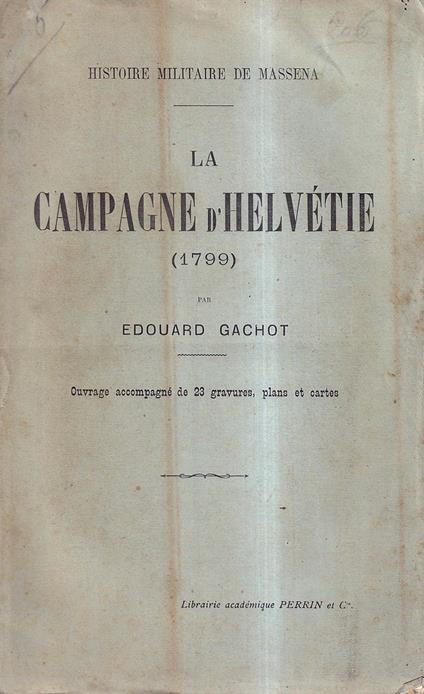 HISTOIRE MILITAIRE DE MASSENA
LA
CAMPAGNE D'HELVÉTIE
(1799)
PAR
EDOUARD GACHOT
Ouvrage accompagné de 23 gravures, plans et cartes
Librairie académique PERRIN et Cie.